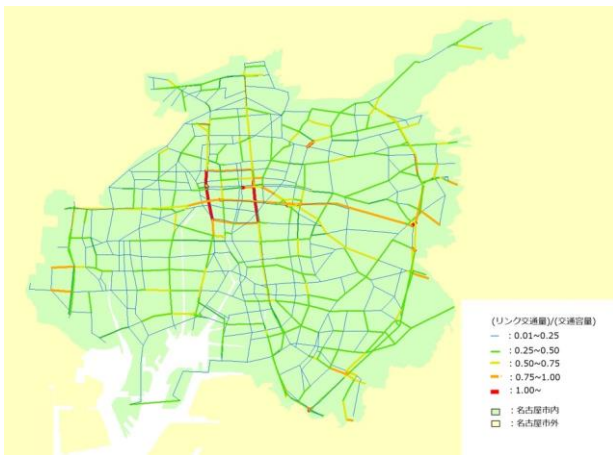 (リンク交通量)/(交通容量)
: 0.01~0.25
: 0.25~0.50
: 0.50~0.75
: 0.75~1.00
: 1.00~
: 名古屋市内
: 名古屋市外